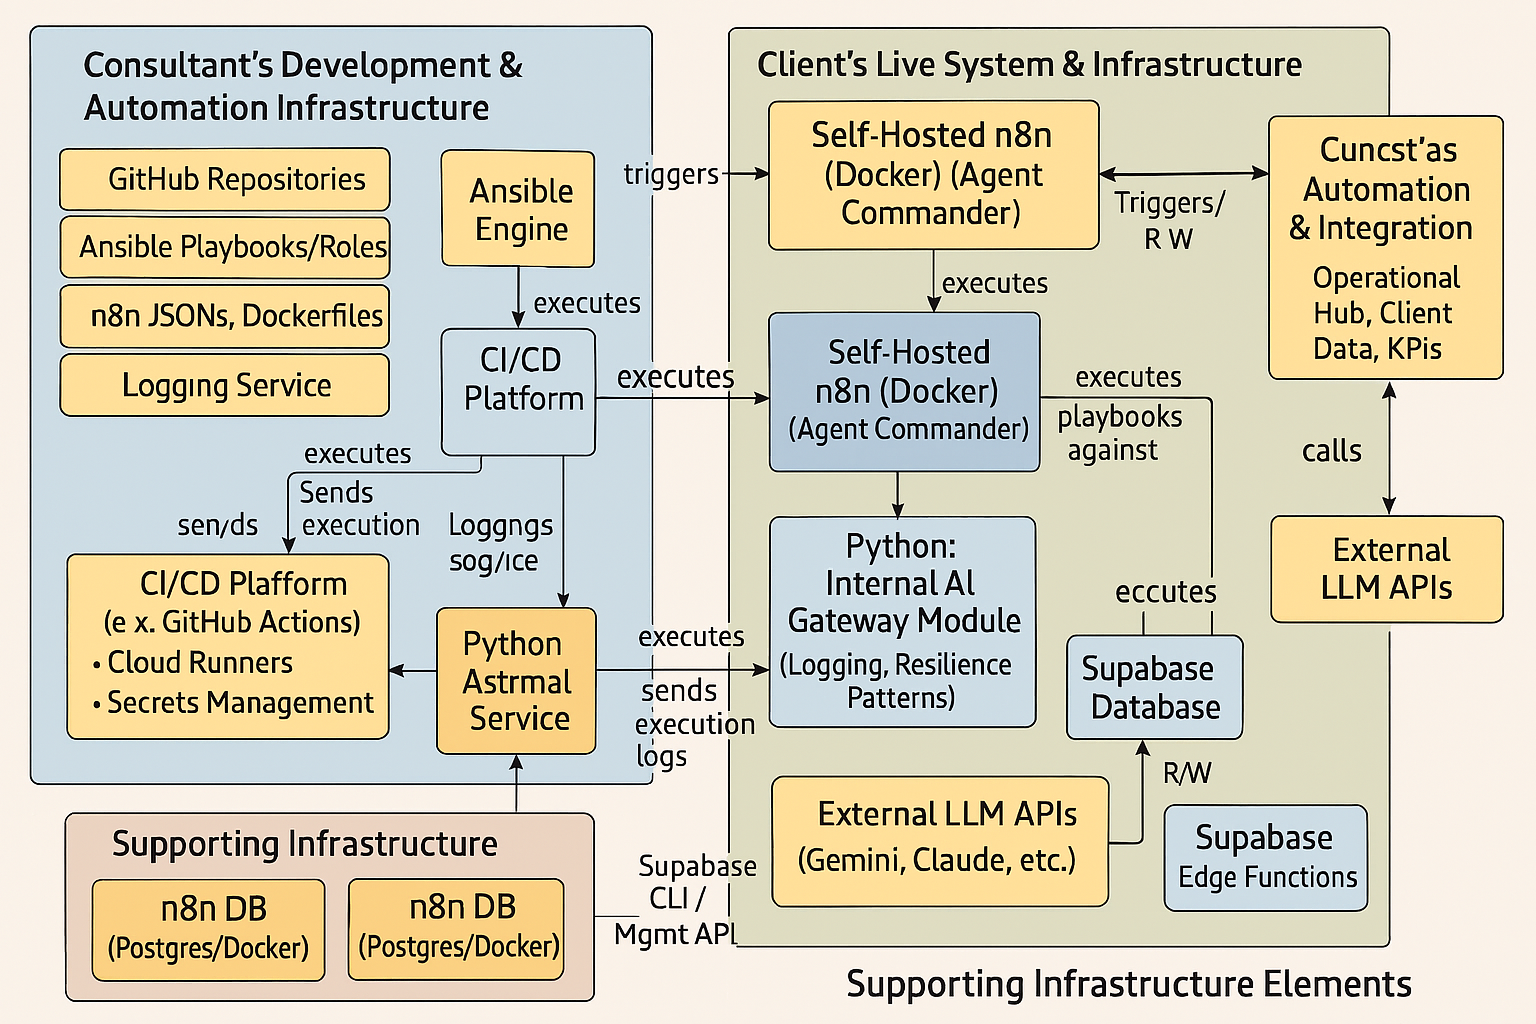 Consultant's Development &
Automation Infrastructure
GitHub Repositories
Ansible Playbooks/Roles
n8n JSONs, Dockerfiles
Logging Service
Ansible
Engine
executes
CI/CD
Platform
executes
executes
Sends
execution
sen/ds
Loggngs
sog/ıce
CI/CD Plafform
(e x. GitHub Actions)
• Cloud Runners
• Secrets Management
Python
Astrmal
Service
executes
sends
execution
logs
Supporting Infrastructure
n8n DB
(Postgres/Docker)
n8n DB
(Postgres/Docker)
Supabase
CLI /
Mgmt API
Client's Live System & Infrastructure
triggers
Self-Hosted n8n
(Docker) (Agent
Commander)
Triggers/
R W
executes
Cuncst'as
Automation
& Integration
Operational
Hub, Client
Data, KPis
Self-Hosted
n8n (Docker)
(Agent Commander)
executes
playbooks
against
calls
Python:
Internal Al
Gateway Module
(Logging, Resilience
Patterns)
External
LLM APIs
eccutes
Supabase
Database
R/W
External LLM APIs
(Gemini, Claude, etc.)
Supabase
Edge Functions
Supporting Infrastructure Elements